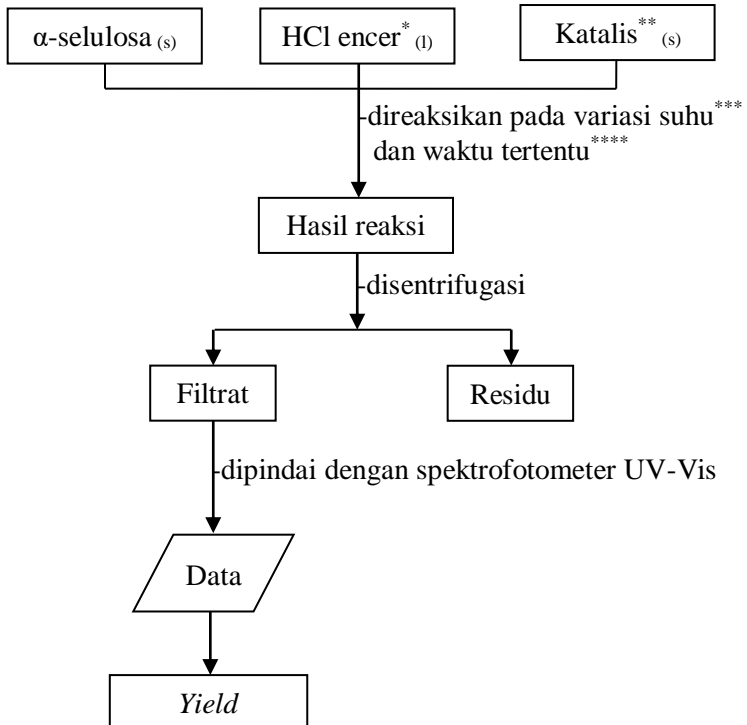 α-selulosa (s)
HCl encer* (l)
Katalis** (s)
-direaksikan pada variasi suhu***
dan waktu tertentu****
Hasil reaksi
-disentrifugasi
Filtrat
Residu
-dipindai dengan spektrofotometer UV-Vis
Data
Yield